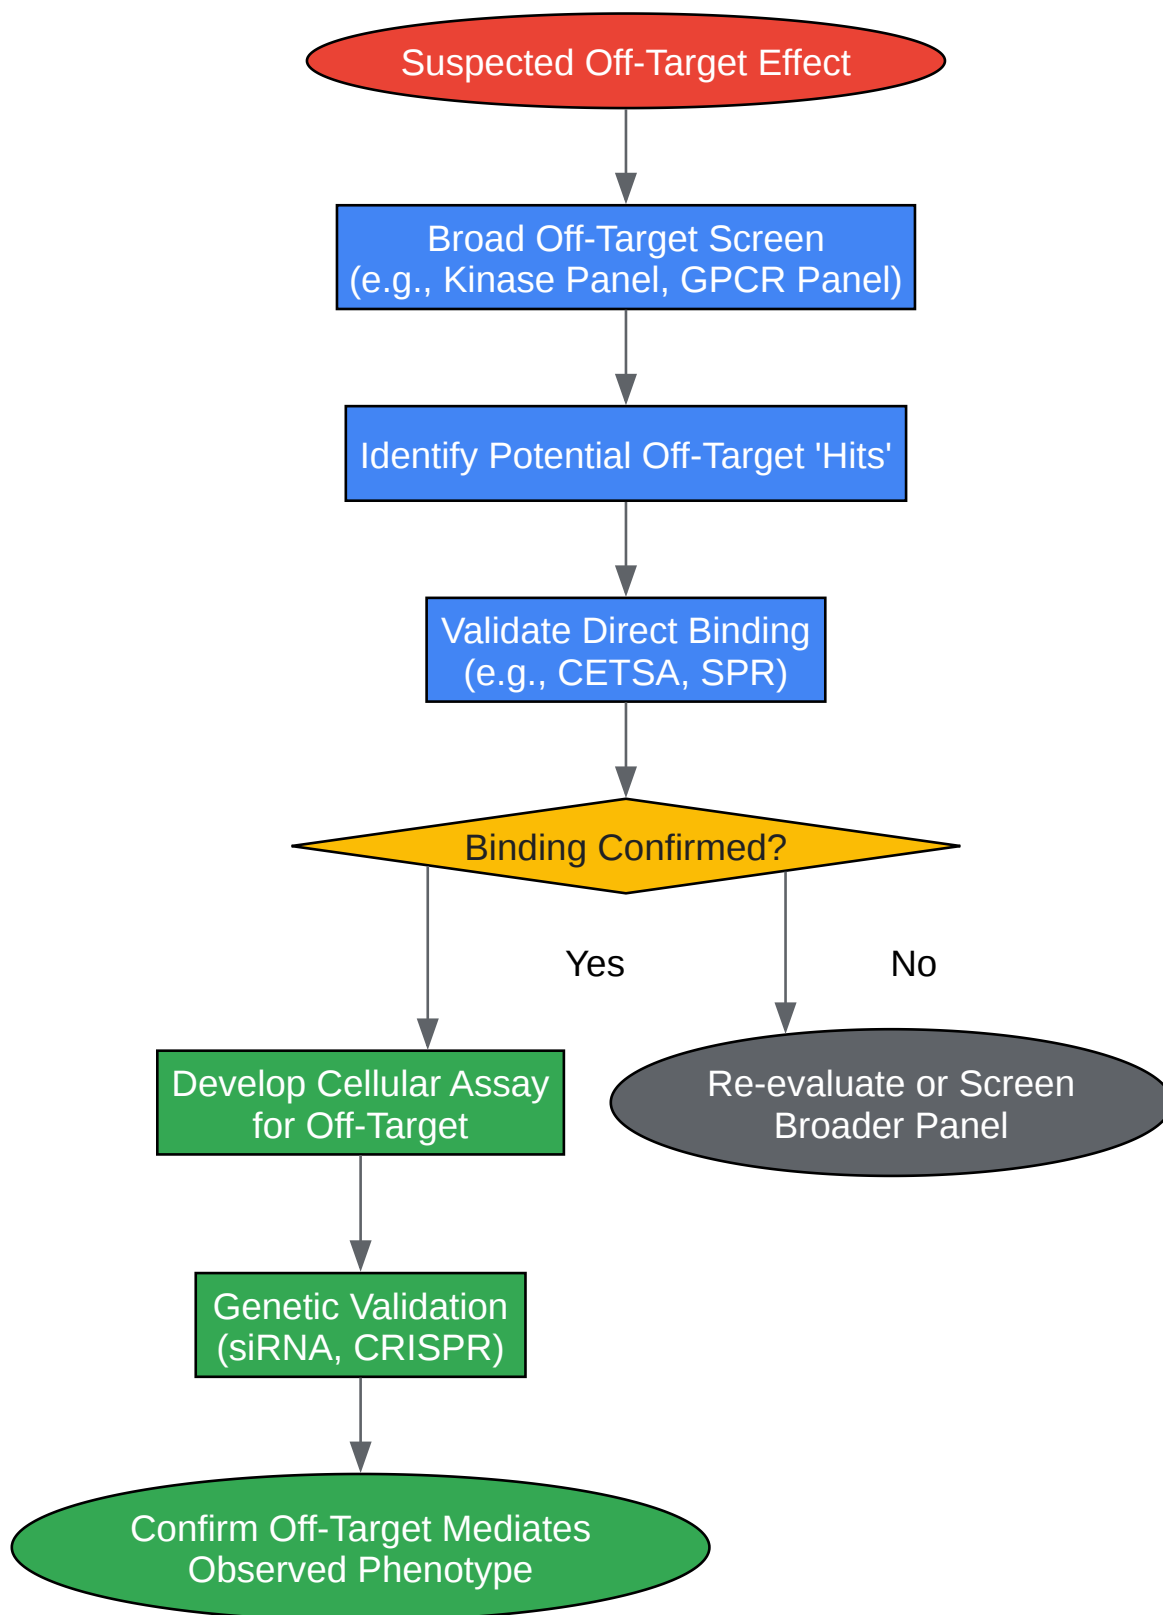 Suspected Off-Target Effect
Broad Off-Target Screen
(e.g., Kinase Panel, GPCR Panel)
Identify Potential Off-Target 'Hits'
Validate Direct Binding
(e.g., CETSA, SPR)
Binding Confirmed?
Yes
No
Develop Cellular Assay
for Off-Target
Re-evaluate or Screen
Broader Panel
Genetic Validation
(siRNA, CRISPR)
Confirm Off-Target Mediates
Observed Phenotype